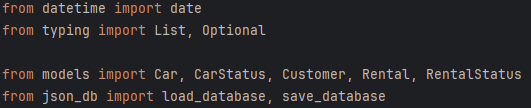 from datetime import date
from typing import List, Optional
from models import Car, CarStatus, Customer, Rental, RentalStatus
from json_db import load_database, save_database